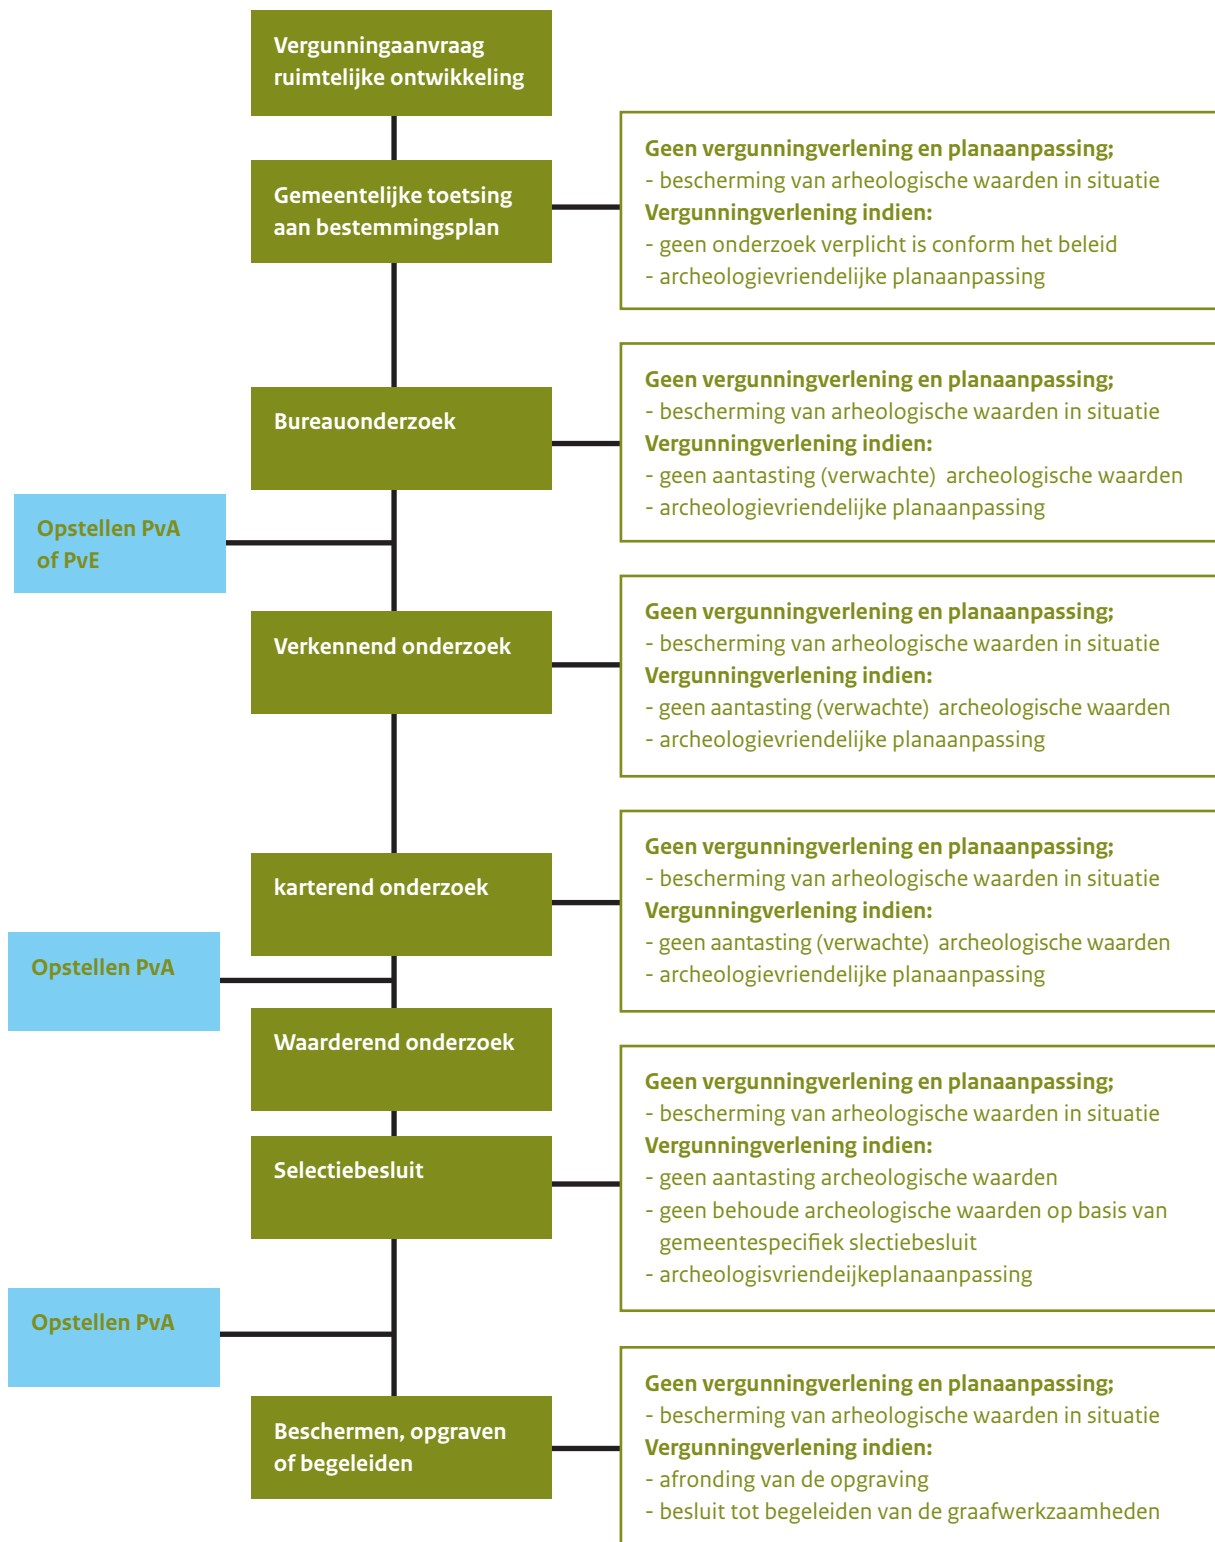 Vergunningaanvraag
ruimtelijke ontwikkeling
Gemeentelijke toetsing
aan bestemmingsplan
Geen vergunningverlening en planaanpassing;
- bescherming van arheologische waarden in situatie
Vergunningverlening indien:
- geen onderzoek verplicht is conform het beleid
- archeologievriendelijke planaanpassing
Bureauonderzoek
Geen vergunningverlening en planaanpassing;
- bescherming van arheologische waarden in situatie
Vergunningverlening indien:
- geen aantasting (verwachte) archeologische waarden
- archeologievriendelijke planaanpassing
Opstellen PvA
of PvE
Verkennend onderzoek
Geen vergunningverlening en planaanpassing;
- bescherming van arheologische waarden in situatie
Vergunningverlening indien:
- geen aantasting (verwachte) archeologische waarden
- archeologievriendelijke planaanpassing
karterend onderzoek
Geen vergunningverlening en planaanpassing;
- bescherming van arheologische waarden in situatie
Vergunningverlening indien:
- geen aantasting (verwachte) archeologische waarden
- archeologievriendelijke planaanpassing
Opstellen PvA
Waarderend onderzoek
Selectiebesluit
Geen vergunningverlening en planaanpassing;
- bescherming van arheologische waarden in situatie
Vergunningverlening indien:
- geen aantasting archeologische waarden
- geen behoude archeologische waarden op basis van
gemeentespecifiek slectiebesluit
- archeologisvriendeijkeplanaanpassing
Opstellen PvA
Beschermen, opgraven
of begeleiden
Geen vergunningverlening en planaanpassing;
- bescherming van arheologische waarden in situatie
Vergunningverlening indien:
- afronding van de opgraving
- besluit tot begeleiden van de graafwerkzaamheden